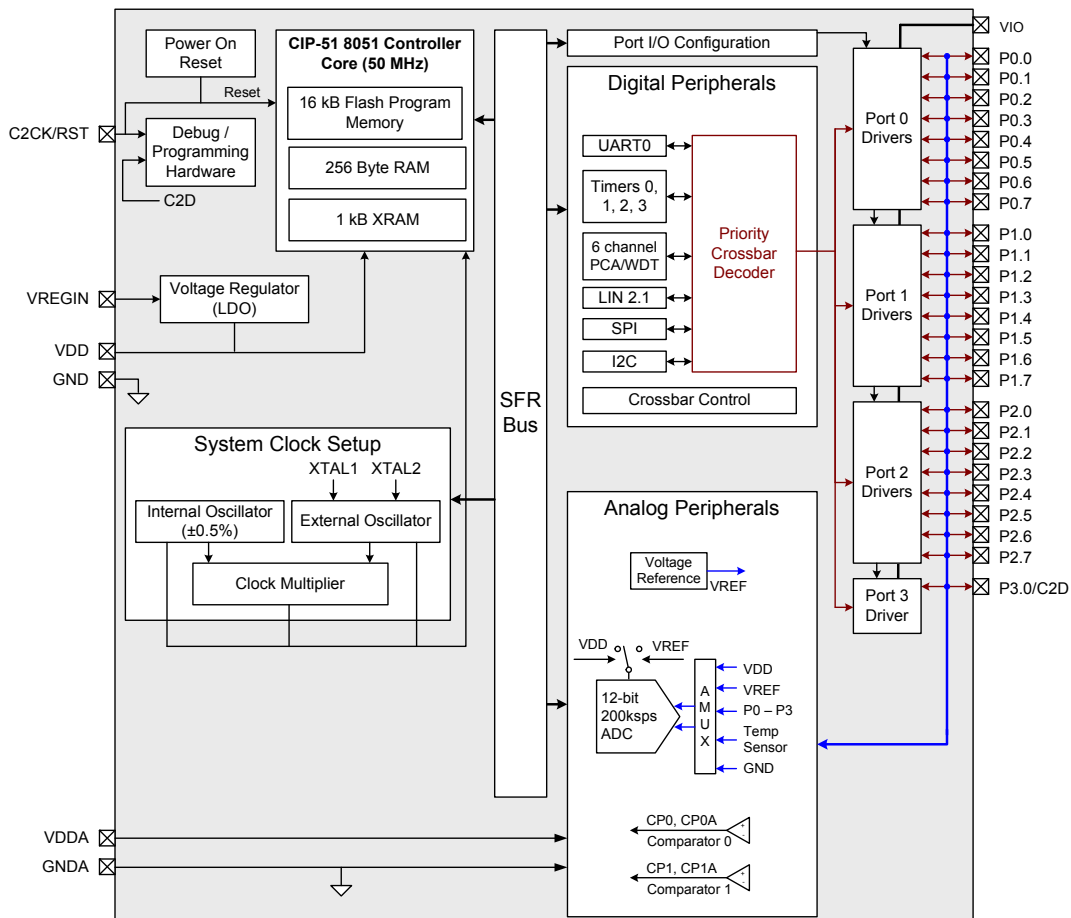 Power On
Reset
Reset
C2CK/RST
Debug /
Programming
Hardware
C2D
CIP-51 8051 Controller
Core (50 MHz)
16 kB Flash Program
Memory
256 Byte RAM
1 kB XRAM
VREGIN
Voltage Regulator
(LDO)
VDD
GND
System Clock Setup
XTAL1
XTAL2
Internal Oscillator
(±0.5%)
External Oscillator
Clock Multiplier
VDDA
GNDA
SFR
Bus
Port I/O Configuration
Digital Peripherals
UART0
Timers 0,
1, 2, 3
6 channel
PCA/WDT
LIN 2.1
SPI
I2C
Priority
Crossbar
Decoder
Crossbar Control
Analog Peripherals
Voltage
Reference
VREF
VDD
VREF
12-bit
200ksps
ADC
A
M
U
X
VDD
VREF
P0 – P3
Temp
Sensor
GND
CP0, CP0A
+
-
Comparator 0
CP1, CP1A
+
-
Comparator 1
Port 0
Drivers
Port 1
Drivers
Port 2
Drivers
Port 3
Driver
VIO
P0.0
P0.1
P0.2
P0.3
P0.4
P0.5
P0.6
P0.7
P1.0
P1.1
P1.2
P1.3
P1.4
P1.5
P1.6
P1.7
P2.0
P2.1
P2.2
P2.3
P2.4
P2.5
P2.6
P2.7
P3.0/C2D